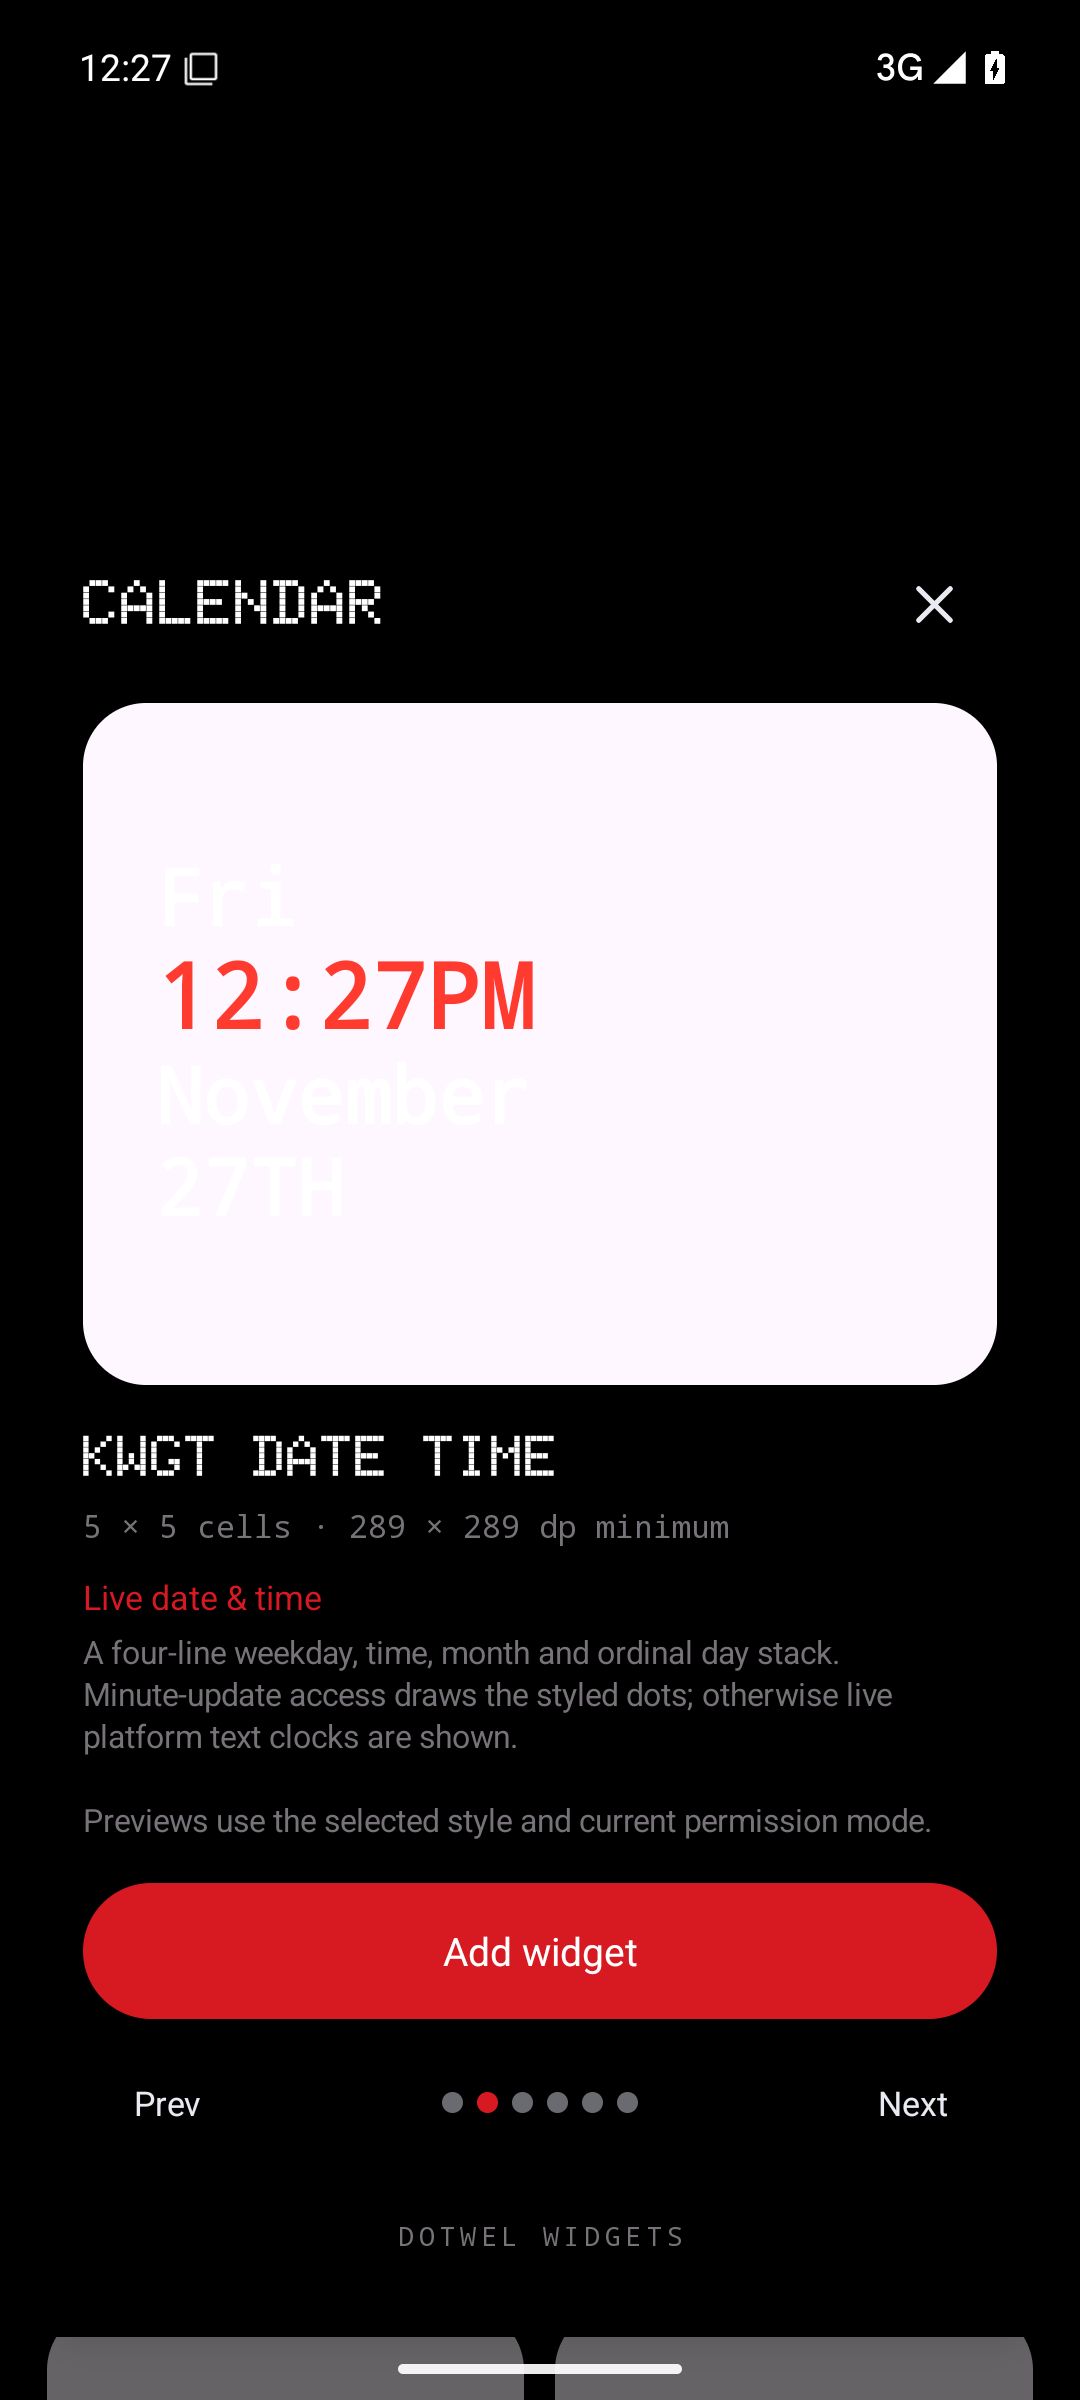 12:27
3G
CALENDAR
Fri
12:27PM
November
27TH
KWGT DATE TIME
5 × 5 cells · 289 × 289 dp minimum
Live date & time
A four-line weekday, time, month and ordinal day stack.
Minute-update access draws the styled dots; otherwise live
platform text clocks are shown.
Previews use the selected style and current permission mode.
Add widget
Prev
Next
DOTWEL WIDGETS